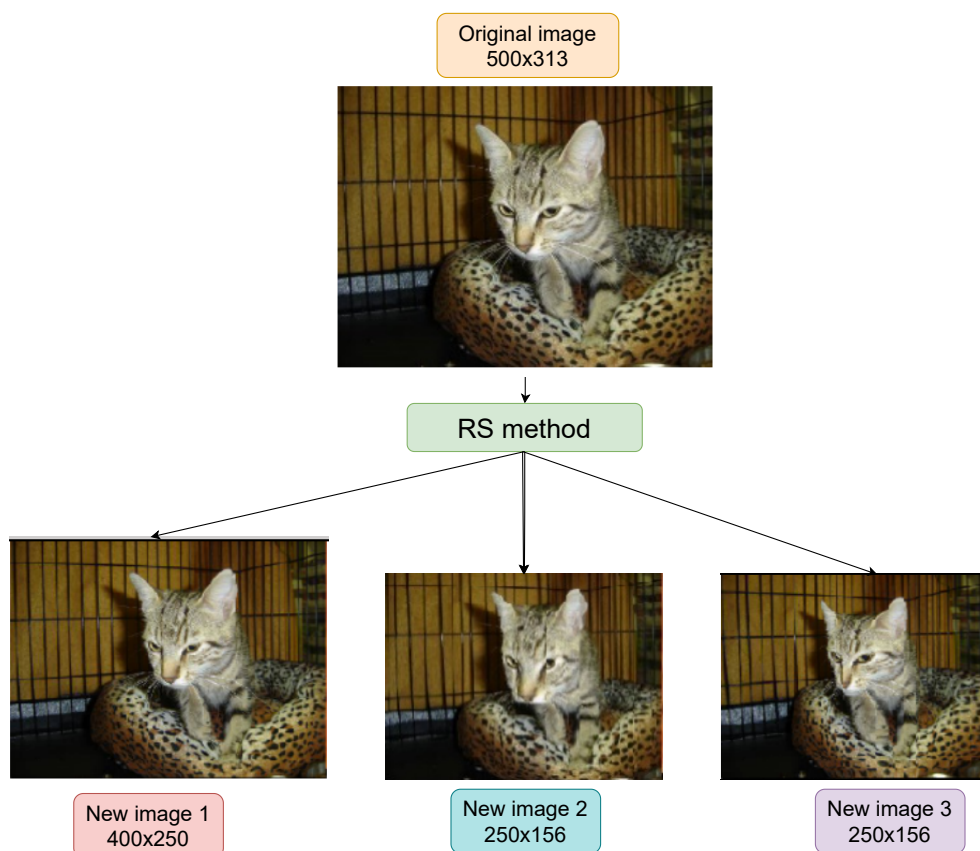 Original image
500x313
RS method
New image 1
400x250
New image 2
250x156
New image 3
250x156